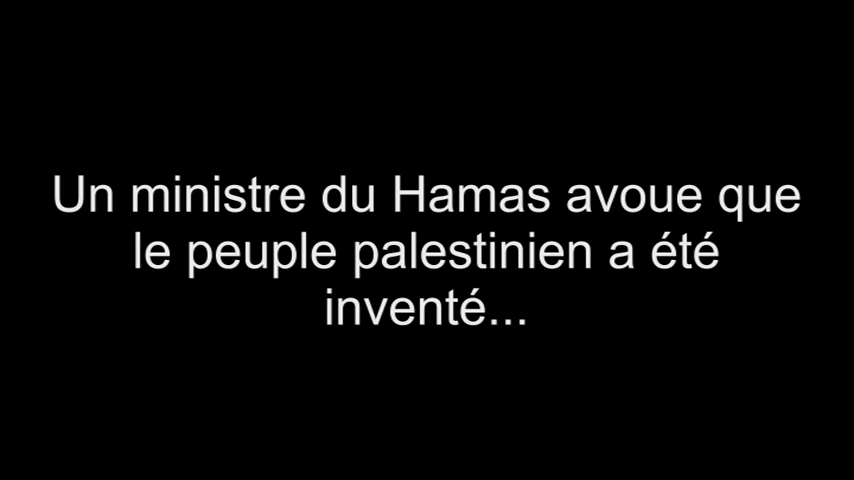 Un ministre du Hamas avoue que
le peuple palestinien a été
inventé...